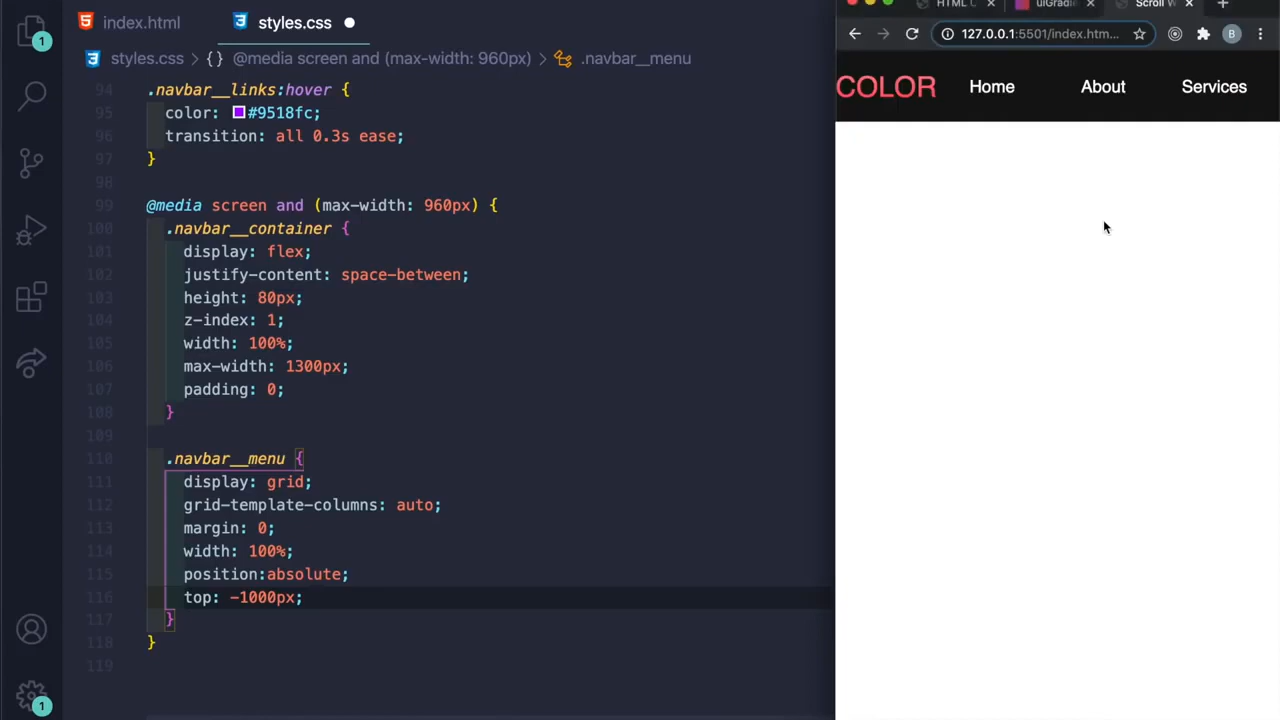 index.html
styles.css
HTML C
uiGradie
Scroll W
styles.css
@media screen and (max-width: 960px)
.navbar__menu
127.0.0.1:5501/index.htm...
B
1
94 .navbar__links:hover {
95 color: #9518fc;
96 transition: all 0.3s ease;
97 }
98
99 @media screen and (max-width: 960px) {
100 .navbar__container {
101 display: flex;
102 justify-content: space-between;
103 height: 80px;
104 z-index: 1;
105 width: 100%;
106 max-width: 1300px;
107 padding: 0;
108 }
109
110 .navbar__menu {
111 display: grid;
112 grid-template-columns: auto;
113 margin: 0;
114 width: 100%;
115 position:absolute;
116 top: -1000px;
117 }
118 }
119
1
COLOR
Home
About
Services